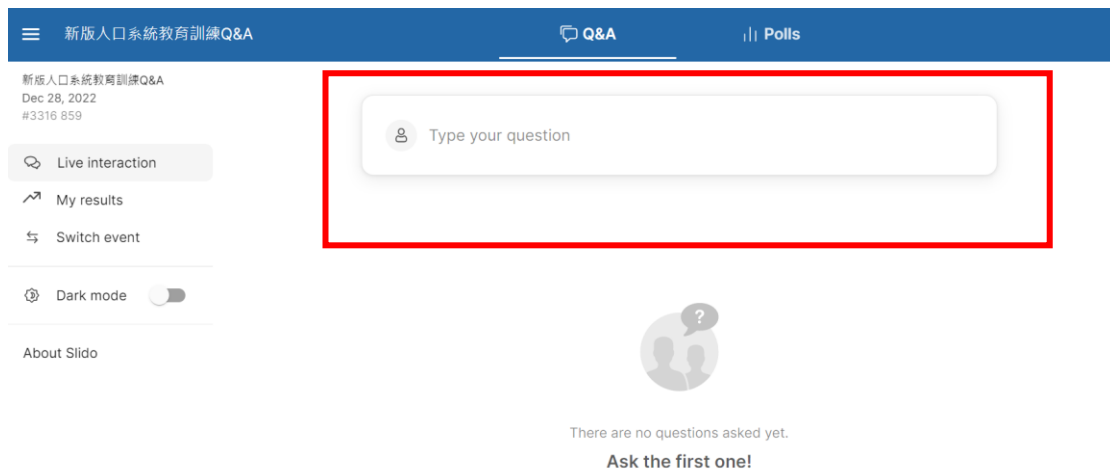 新版人口系統教育訓練Q&A
Q&A
Polls
新版人口系統教育訓練Q&A
Dec 28, 2022
#3316 859
Live interaction
My results
Switch event
Dark mode
About Slido
Type your question
?
There are no questions asked yet.
Ask the first one!